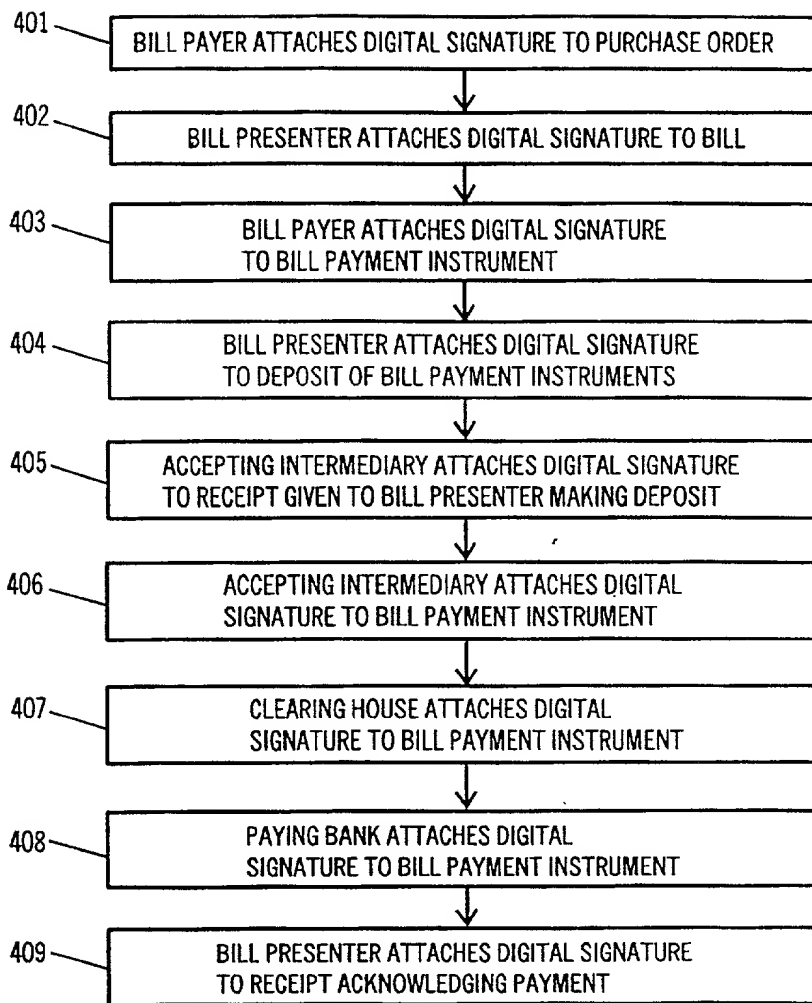 401
BILL PAYER ATTACHES DIGITAL SIGNATURE TO PURCHASE ORDER
402
BILL PRESENTER ATTACHES DIGITAL SIGNATURE TO BILL
403
BILL PAYER ATTACHES DIGITAL SIGNATURE
TO BILL PAYMENT INSTRUMENT
404
BILL PRESENTER ATTACHES DIGITAL SIGNATURE
TO DEPOSIT OF BILL PAYMENT INSTRUMENTS
405
ACCEPTING INTERMEDIARY ATTACHES DIGITAL SIGNATURE
TO RECEIPT GIVEN TO BILL PRESENTER MAKING DEPOSIT
406
ACCEPTING INTERMEDIARY ATTACHES DIGITAL
SIGNATURE TO BILL PAYMENT INSTRUMENT
407
CLEARING HOUSE ATTACHES DIGITAL
SIGNATURE TO BILL PAYMENT INSTRUMENT
408
PAYING BANK ATTACHES DIGITAL
SIGNATURE TO BILL PAYMENT INSTRUMENT
409
BILL PRESENTER ATTACHES DIGITAL SIGNATURE
TO RECEIPT ACKNOWLEDGING PAYMENT